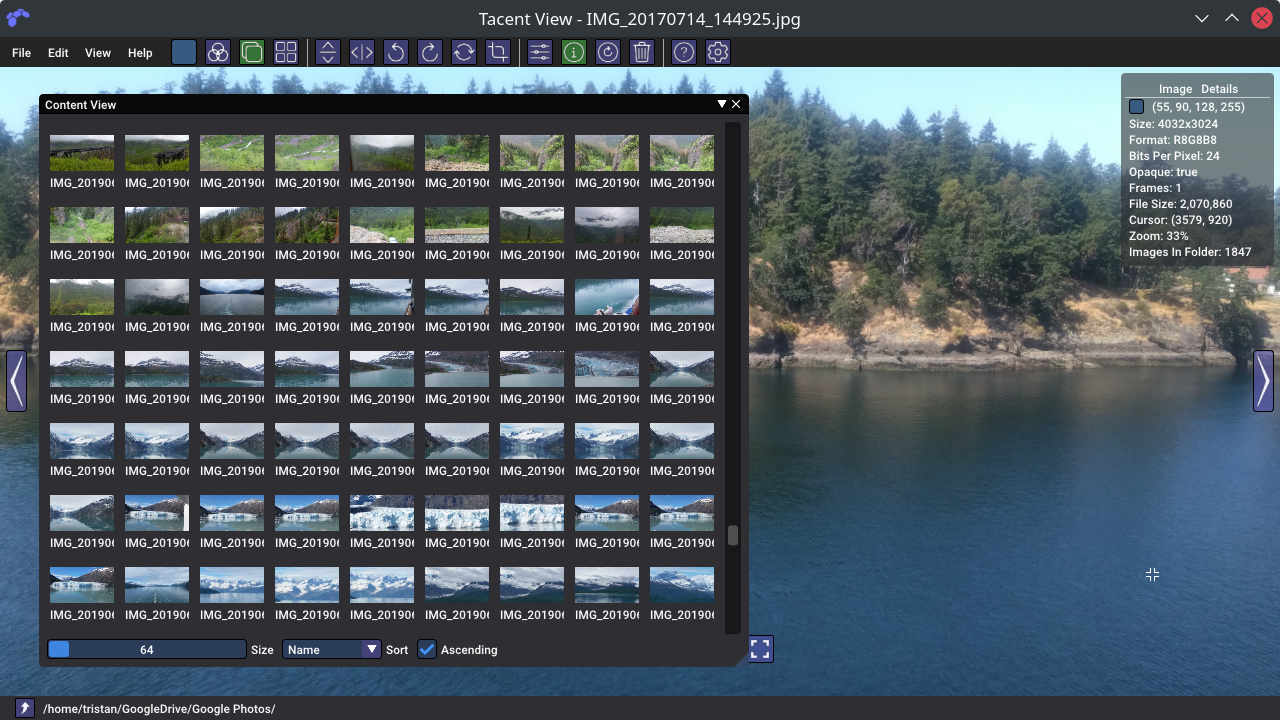 Tacent View - IMG_20170714_144925.jpg
File Edit View Help
Content View
Image Details
(55, 90, 128, 255)
Size: 4032x3024
Format: R8G8B8
Bits Per Pixel: 24
Opaque: true
Frames: 1
File Size: 2,070,860
Cursor: (3579, 920)
Zoom: 33%
Images In Folder: 1847
IMG_20190 IMG_20190 IMG_20190 IMG_20190 IMG_20190 IMG_20190 IMG_20190 IMG_20190 IMG_20190
IMG_20190 IMG_20190 IMG_20190 IMG_20190 IMG_20190 IMG_20190 IMG_20190 IMG_20190 IMG_20190
IMG_20190 IMG_20190 IMG_20190 IMG_20190 IMG_20190 IMG_20190 IMG_20190 IMG_20190 IMG_20190
IMG_20190 IMG_20190 IMG_20190 IMG_20190 IMG_20190 IMG_20190 IMG_20190 IMG_20190 IMG_20190
IMG_20190 IMG_20190 IMG_20190 IMG_20190 IMG_20190 IMG_20190 IMG_20190 IMG_20190 IMG_20190
IMG_20190 IMG_20190 IMG_20190 IMG_20190 IMG_20190 IMG_20190 IMG_20190 IMG_20190 IMG_20190
IMG_20190 IMG_20190 IMG_20190 IMG_20190 IMG_20190 IMG_20190 IMG_20190 IMG_20190 IMG_20190
64 Size Name Sort Ascending
/home/tristan/GoogleDrive/Google Photos/